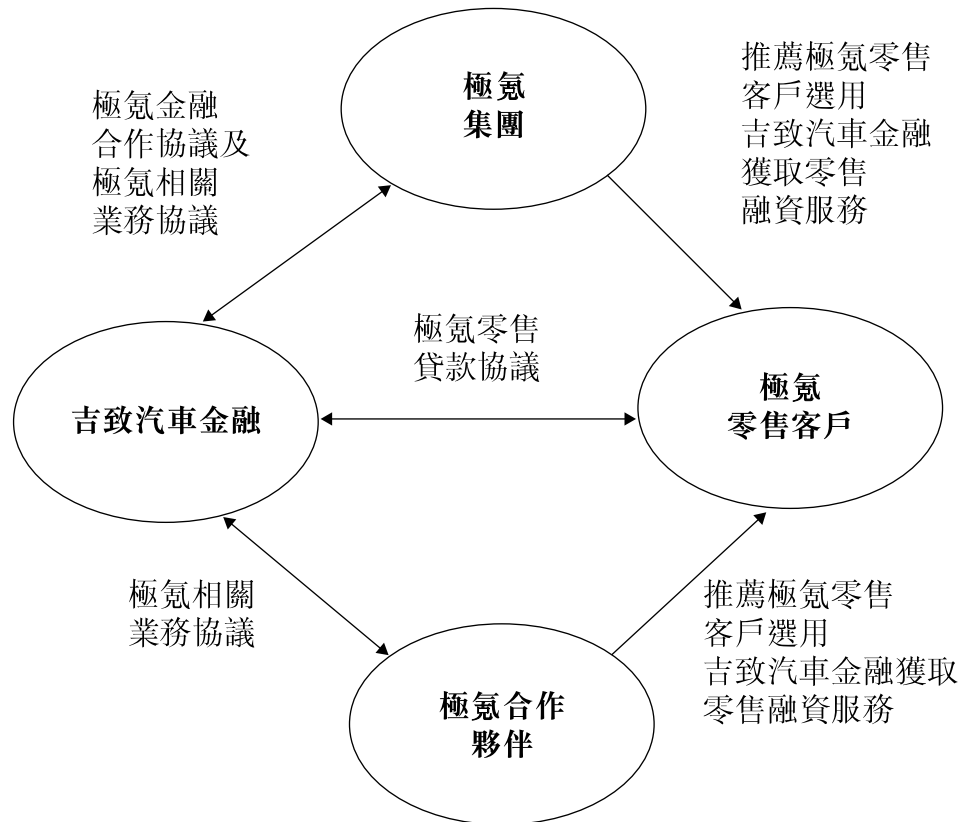 極氪
集團
推薦極氪零售
客戶選用
吉致汽車金融
獲取零售
融資服務
極氪金融
合作協議及
極氪相關
業務協議
極氪零售
貸款協議
吉致汽車金融
極氪
零售客戶
極氪相關
業務協議
推薦極氪零售
客戶選用
吉致汽車金融獲取
零售融資服務
極氪合作
夥伴